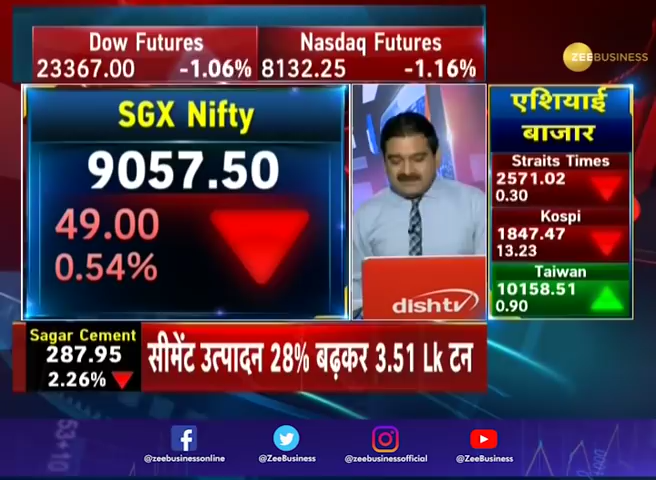 Dow Futures
23367.00 -1.06%
Nasdaq Futures
8132.25 -1.16%
ZEEBUSINESS
SGX Nifty
9057.50
49.00
0.54%
एशियाई
बाजार
Straits Times
2571.02
0.30
Kospi
1847.47
13.23
Taiwan
10158.51
0.90
dishtv
Sagar Cement
287.95
2.26%
सीमेंट उत्पादन 28% बढ़कर 3.51 Lk टन
@zeebusinessonline
@ZeeBusiness
@zeebusinessofficial
@ZeeBusiness